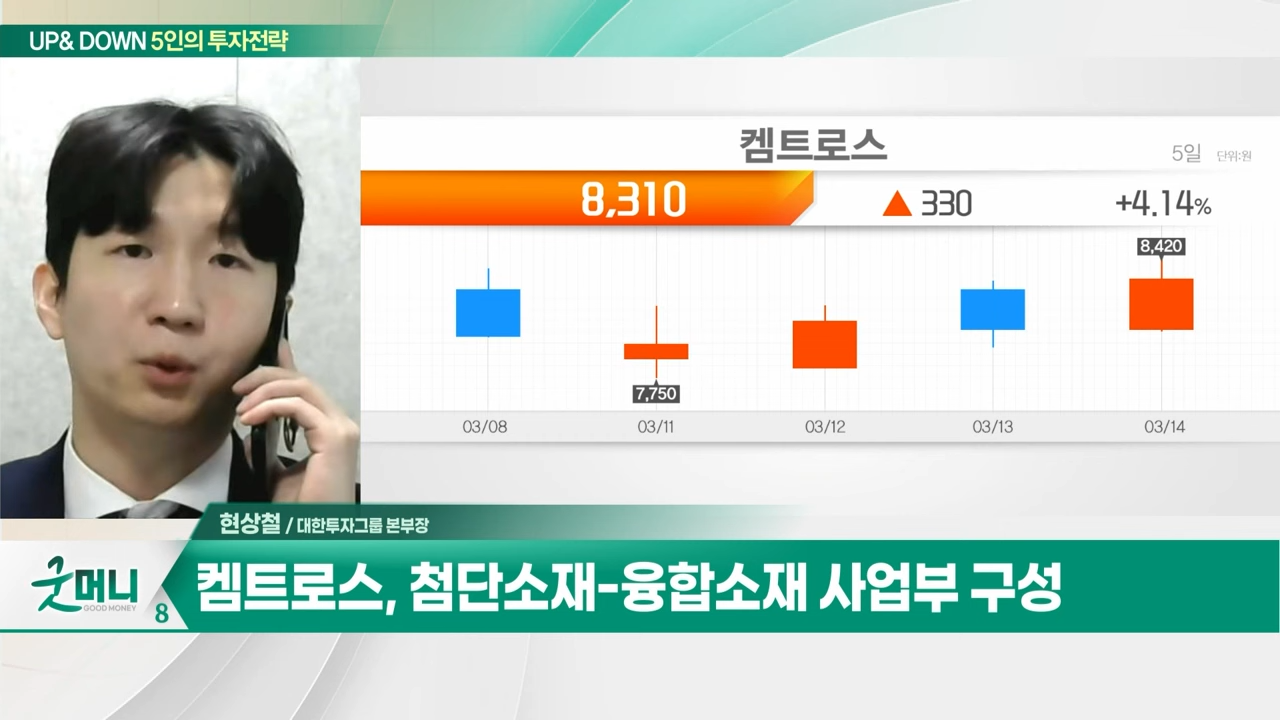 UP& DOWN 5인의 투자전략
켐트로스
5일 단위:원
8,310 ▲ 330 +4.14%
8,420
7,750
03/08 03/11 03/12 03/13 03/14
현상철 / 대한투자그룹 본부장
굿머니
GOOD MONEY
8
켐트로스, 첨단소재-융합소재 사업부 구성